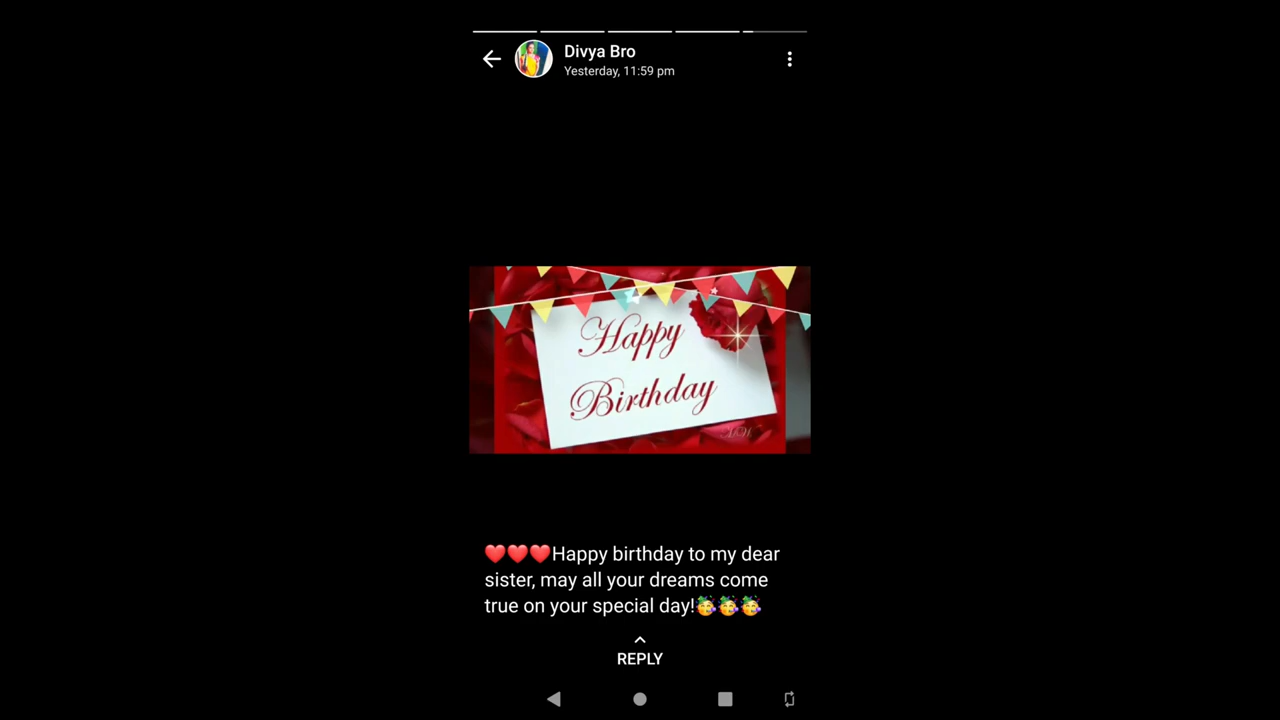 Divya Bro
Yesterday, 11:59 pm
Happy
Birthday
❤️❤️❤️Happy birthday to my dear
sister, may all your dreams come
true on your special day!🥳🥳🥳
REPLY